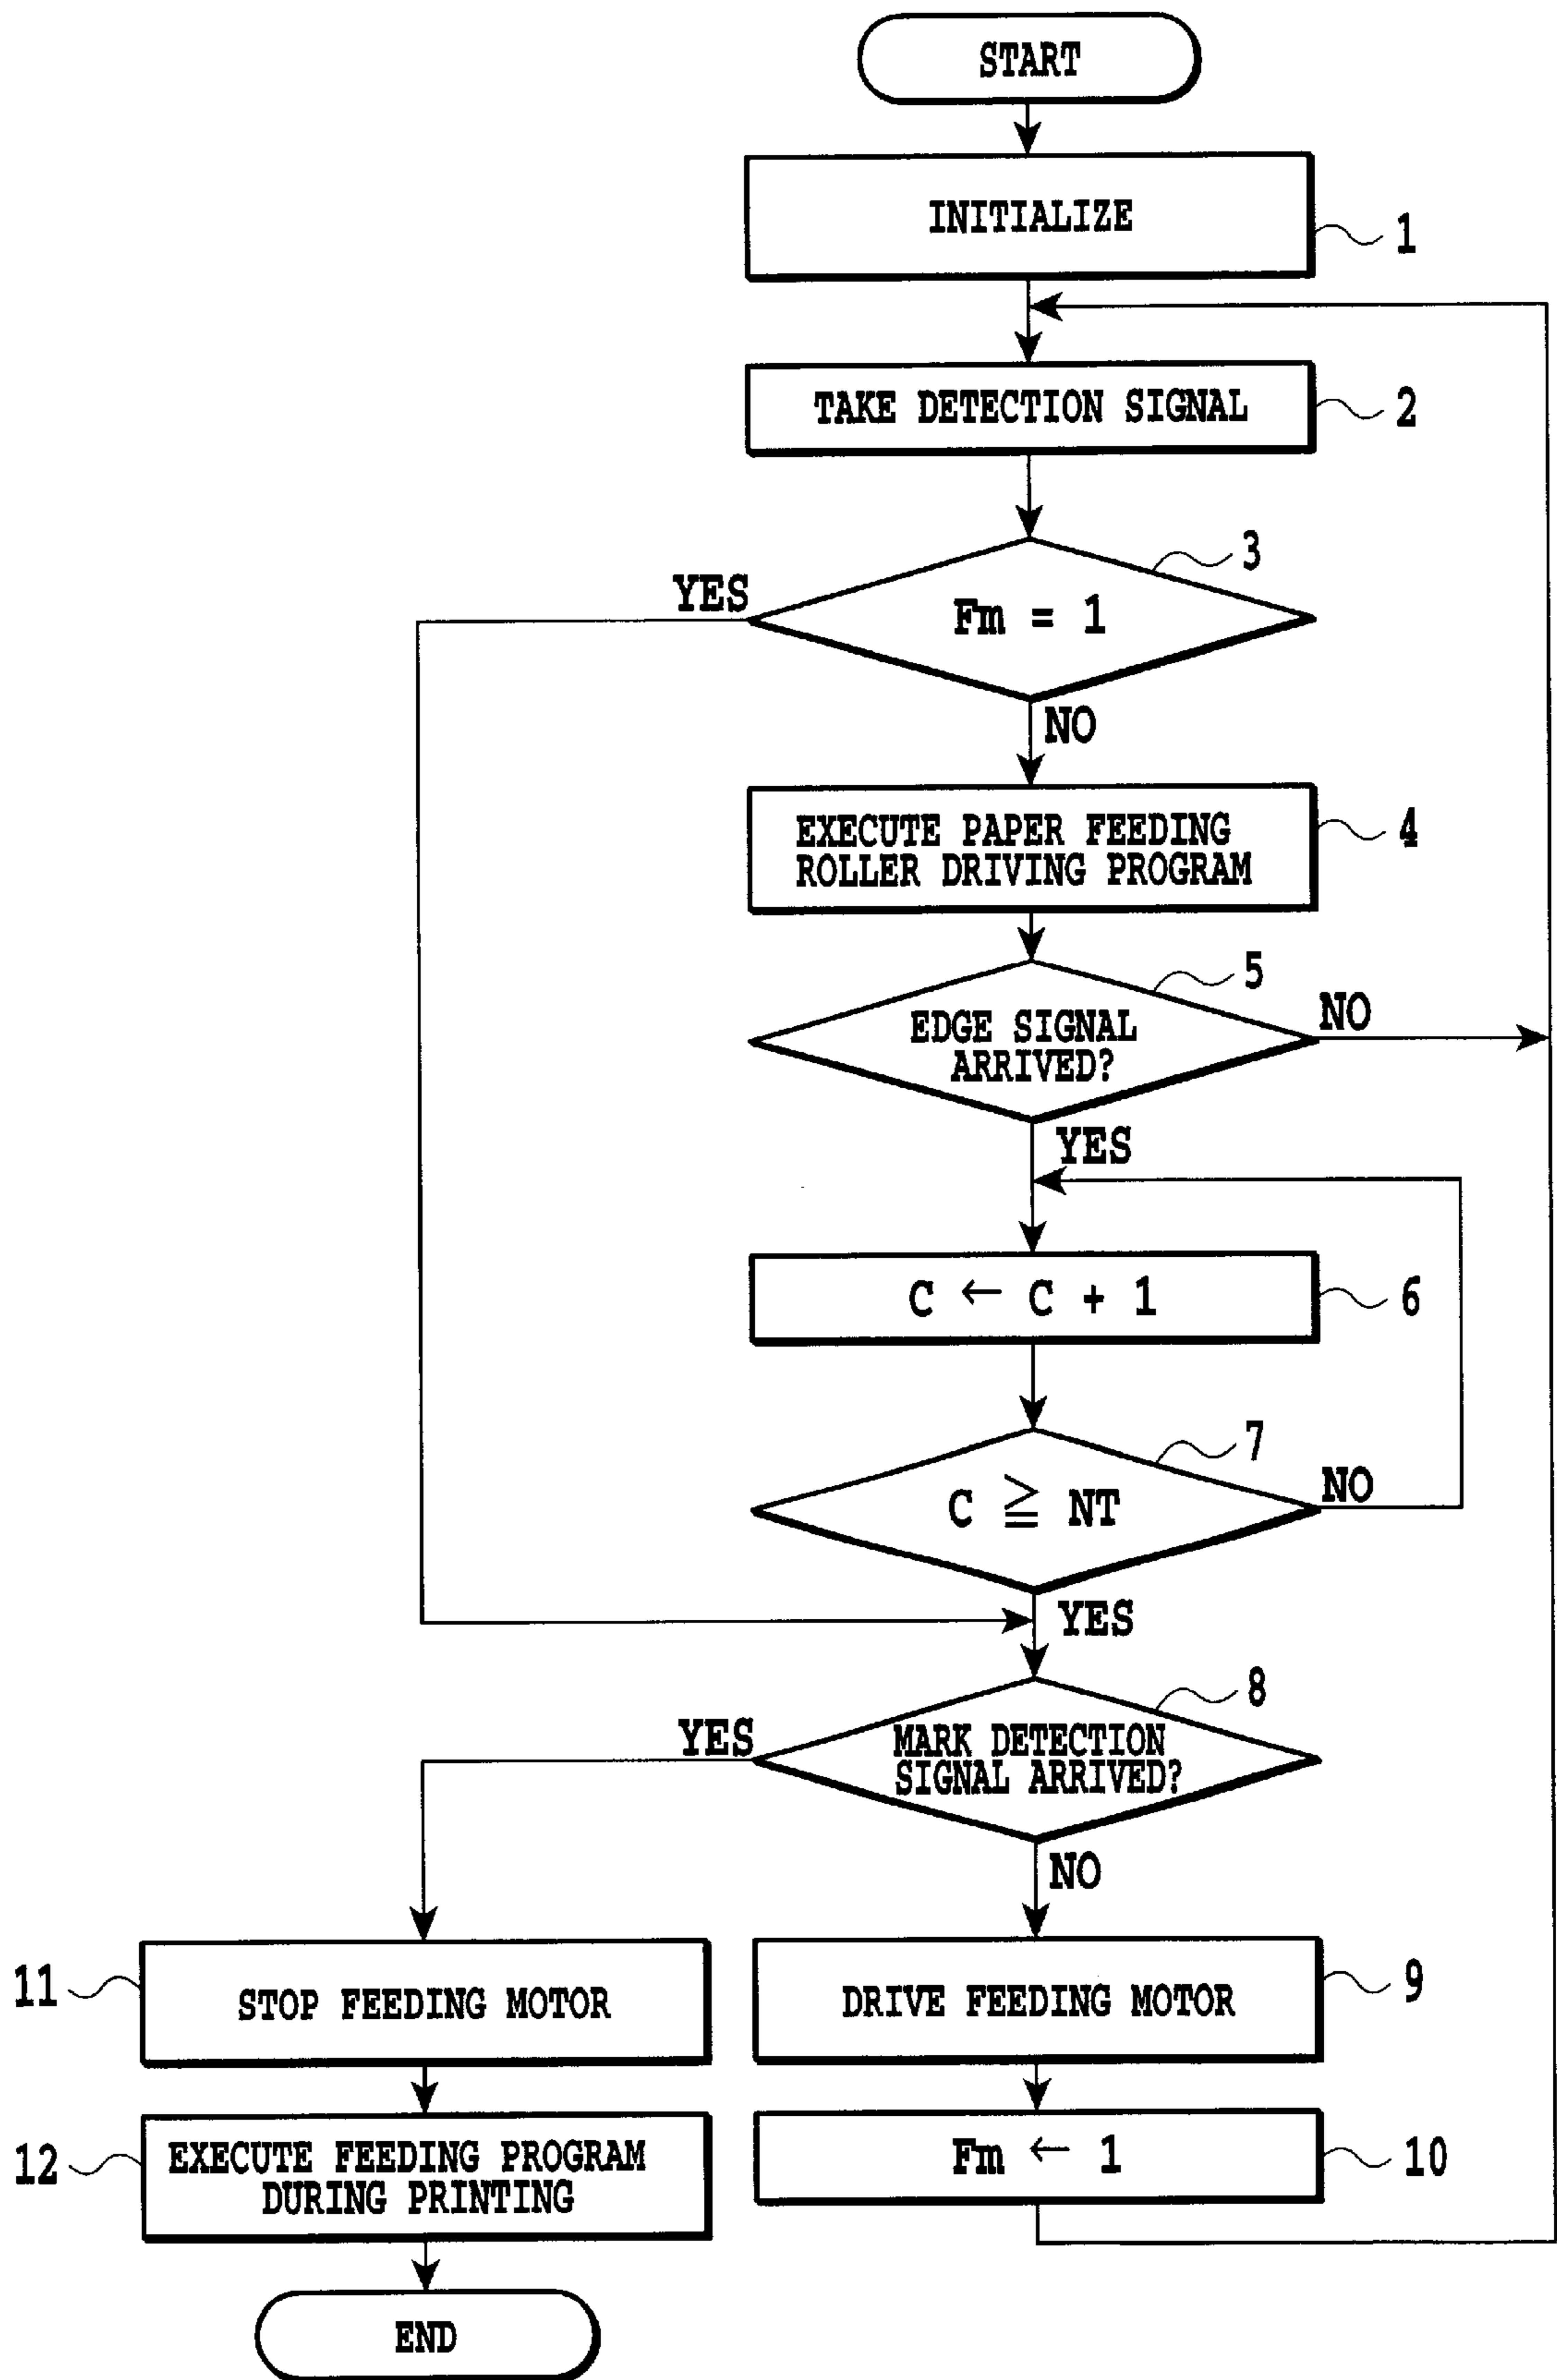 START
INITIALIZE
1
TAKE DETECTION SIGNAL
2
3
YES
Fm = 1
NO
EXECUTE PAPER FEEDING
ROLLER DRIVING PROGRAM
4
5
EDGE SIGNAL
ARRIVED?
NO
YES
C ← C + 1
6
7
C ≧ NT
NO
YES
8
YES
MARK DETECTION
SIGNAL ARRIVED?
NO
11
STOP FEEDING MOTOR
DRIVE FEEDING MOTOR
9
12
EXECUTE FEEDING PROGRAM
DURING PRINTING
Fm ← 1
10
END